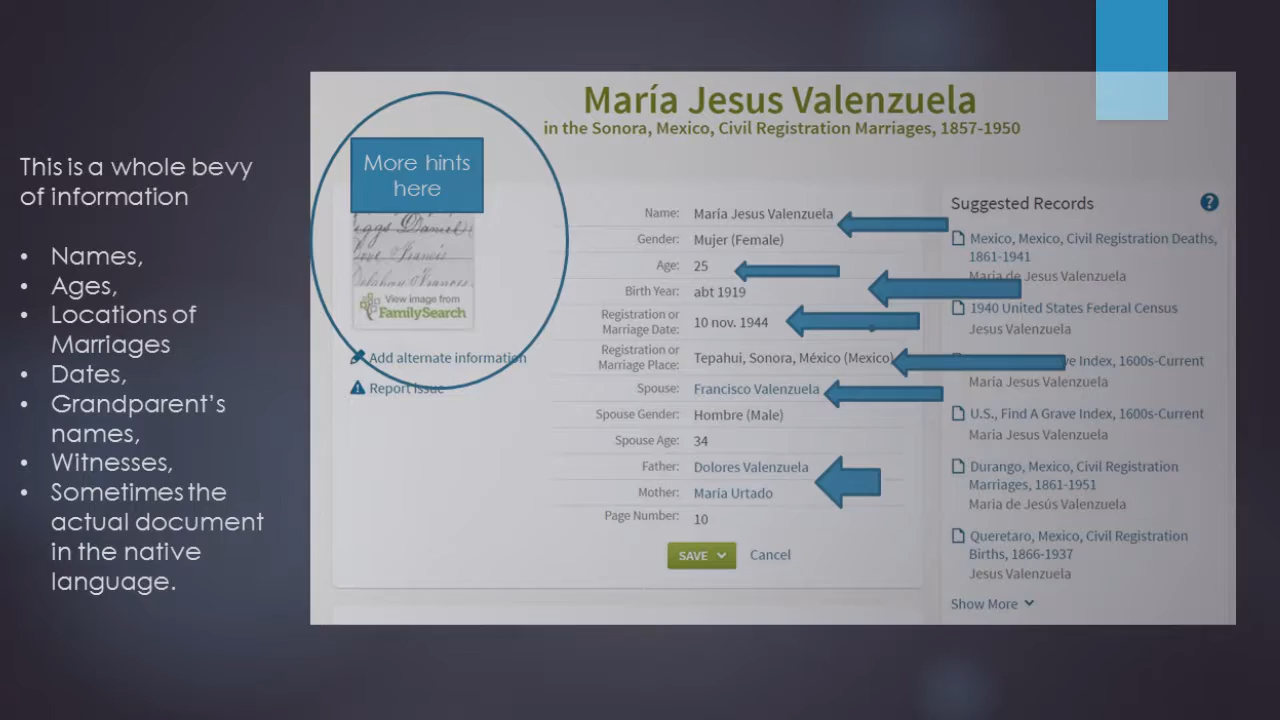 This is a whole bevy
of information
• Names,
• Ages,
• Locations of
Marriages
• Dates,
• Grandparent's
names,
• Witnesses,
• Sometimes the
actual document
in the native
language.
María Jesus Valenzuela
in the Sonora, Mexico, Civil Registration Marriages, 1857-1950
More hints
here
View image from
FamilySearch
Add alternate information
Report Issue
Name: María Jesus Valenzuela
Gender: Mujer (Female)
Age: 25
Birth Year: abt 1919
Registration or
Marriage Date: 10 nov. 1944
Registration or
Marriage Place: Tepahui, Sonora, México (Mexico)
Spouse: Francisco Valenzuela
Spouse Gender: Hombre (Male)
Spouse Age: 34
Father: Dolores Valenzuela
Mother: María Urtado
Page Number: 10
SAVE Cancel
Suggested Records ?
Mexico, Mexico, Civil Registration Deaths,
1861-1941
Maria de Jesus Valenzuela
1940 United States Federal Census
Jesus Valenzuela
Index, 1600s-Current
Maria Jesus Valenzuela
U.S., Find A Grave Index, 1600s-Current
Maria Jesus Valenzuela
Durango, Mexico, Civil Registration
Marriages, 1861-1951
Maria de Jesús Valenzuela
Queretaro, Mexico, Civil Registration
Births, 1866-1937
Jesus Valenzuela
Show More